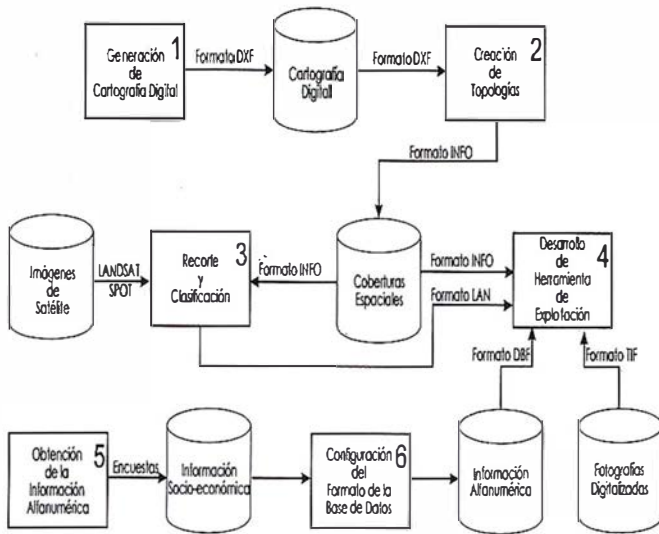 1
Generación
de
Cartografía Digital
Formato DXF
Cartografía
Digitall
Formato DXF
2
Creación
de
Topologías
Formato INFO
Imágenes
de
Satélite
LANDSAT
SPOT
3
Recorte
y
Clasificación
Formato INFO
Coberturas
Espaciales
Formato INFO
Formato LAN
4
Desarrollo
de
Herramienta
de
Explotación
Formato DBF
Formato TIF
5
Obtención
de la
Información
Alfanumérica
Encuestas
Información
Socio-económica
6
Configuración
del
Formato de la
Base de Datos
Información
Alfanumérica
Fotografías
Digitalizadas